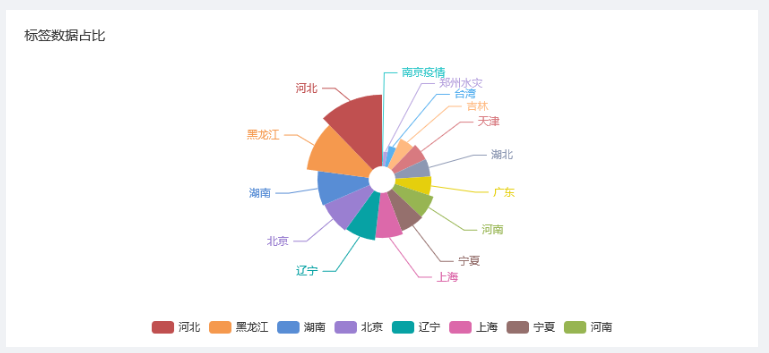 标签数据占比
南京疫情
郑州水灾
台湾
吉林
天津
湖北
广东
河南
宁夏
上海
辽宁
北京
湖南
黑龙江
河北
河北 黑龙江 湖南 北京 辽宁 上海 宁夏 河南